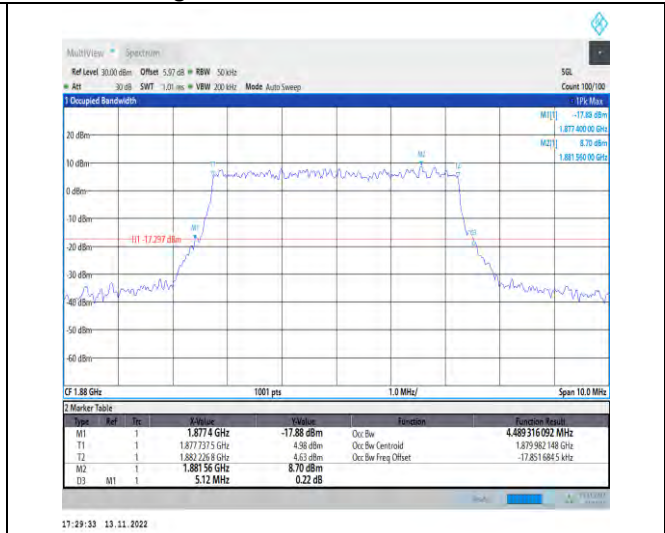 MultiView Spectrum
Ref Level 30.00 dBm Offset 5.97 dB RBW 50 kHz SGL
Att 30 dB SWT 1.01 ms VBW 200 kHz Mode Auto Sweep Count 100/100
1 Occupied Bandwidth 1Pk Max
M1[1] -17.88 dBm
1.877 400 00 GHz
M2[1] 8.70 dBm
1.881 560 00 GHz
20 dBm
10 dBm
0 dBm
-10 dBm
-20 dBm
-30 dBm
-40 dBm
-50 dBm
-60 dBm
M2
T1
T2
M1
H1 -17.297 dBm
CF 1.88 GHz 1001 pts 1.0 MHz/ Span 10.0 MHz
2 Marker Table
Type Ref Trc X-Value Y-Value Function Function Result
M1 1 1.8774 GHz -17.88 dBm Occ Bw 4.489 316 092 MHz
T1 1 1.8777375 GHz 4.98 dBm Occ Bw Centroid 1.879 982 148 GHz
T2 1 1.882 226 8 GHz 4.63 dBm Occ Bw Freq Offset -17.851 684 5 kHz
M2 1 1.881 56 GHz 8.70 dBm
D3 M1 1 5.12 MHz 0.22 dB
17:29:33 13.11.2022